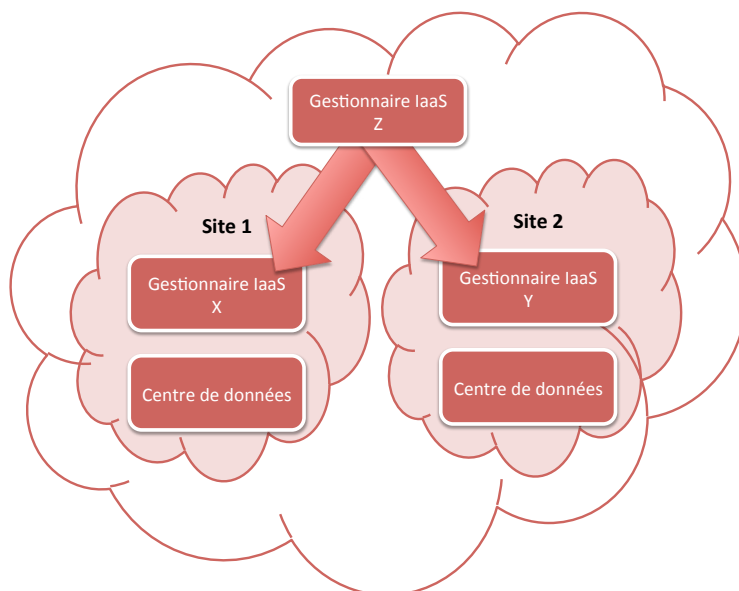 Gestionnaire IaaS
Z
Site 1
Gestionnaire IaaS
X
Centre de données
Site 2
Gestionnaire IaaS
Y
Centre de données